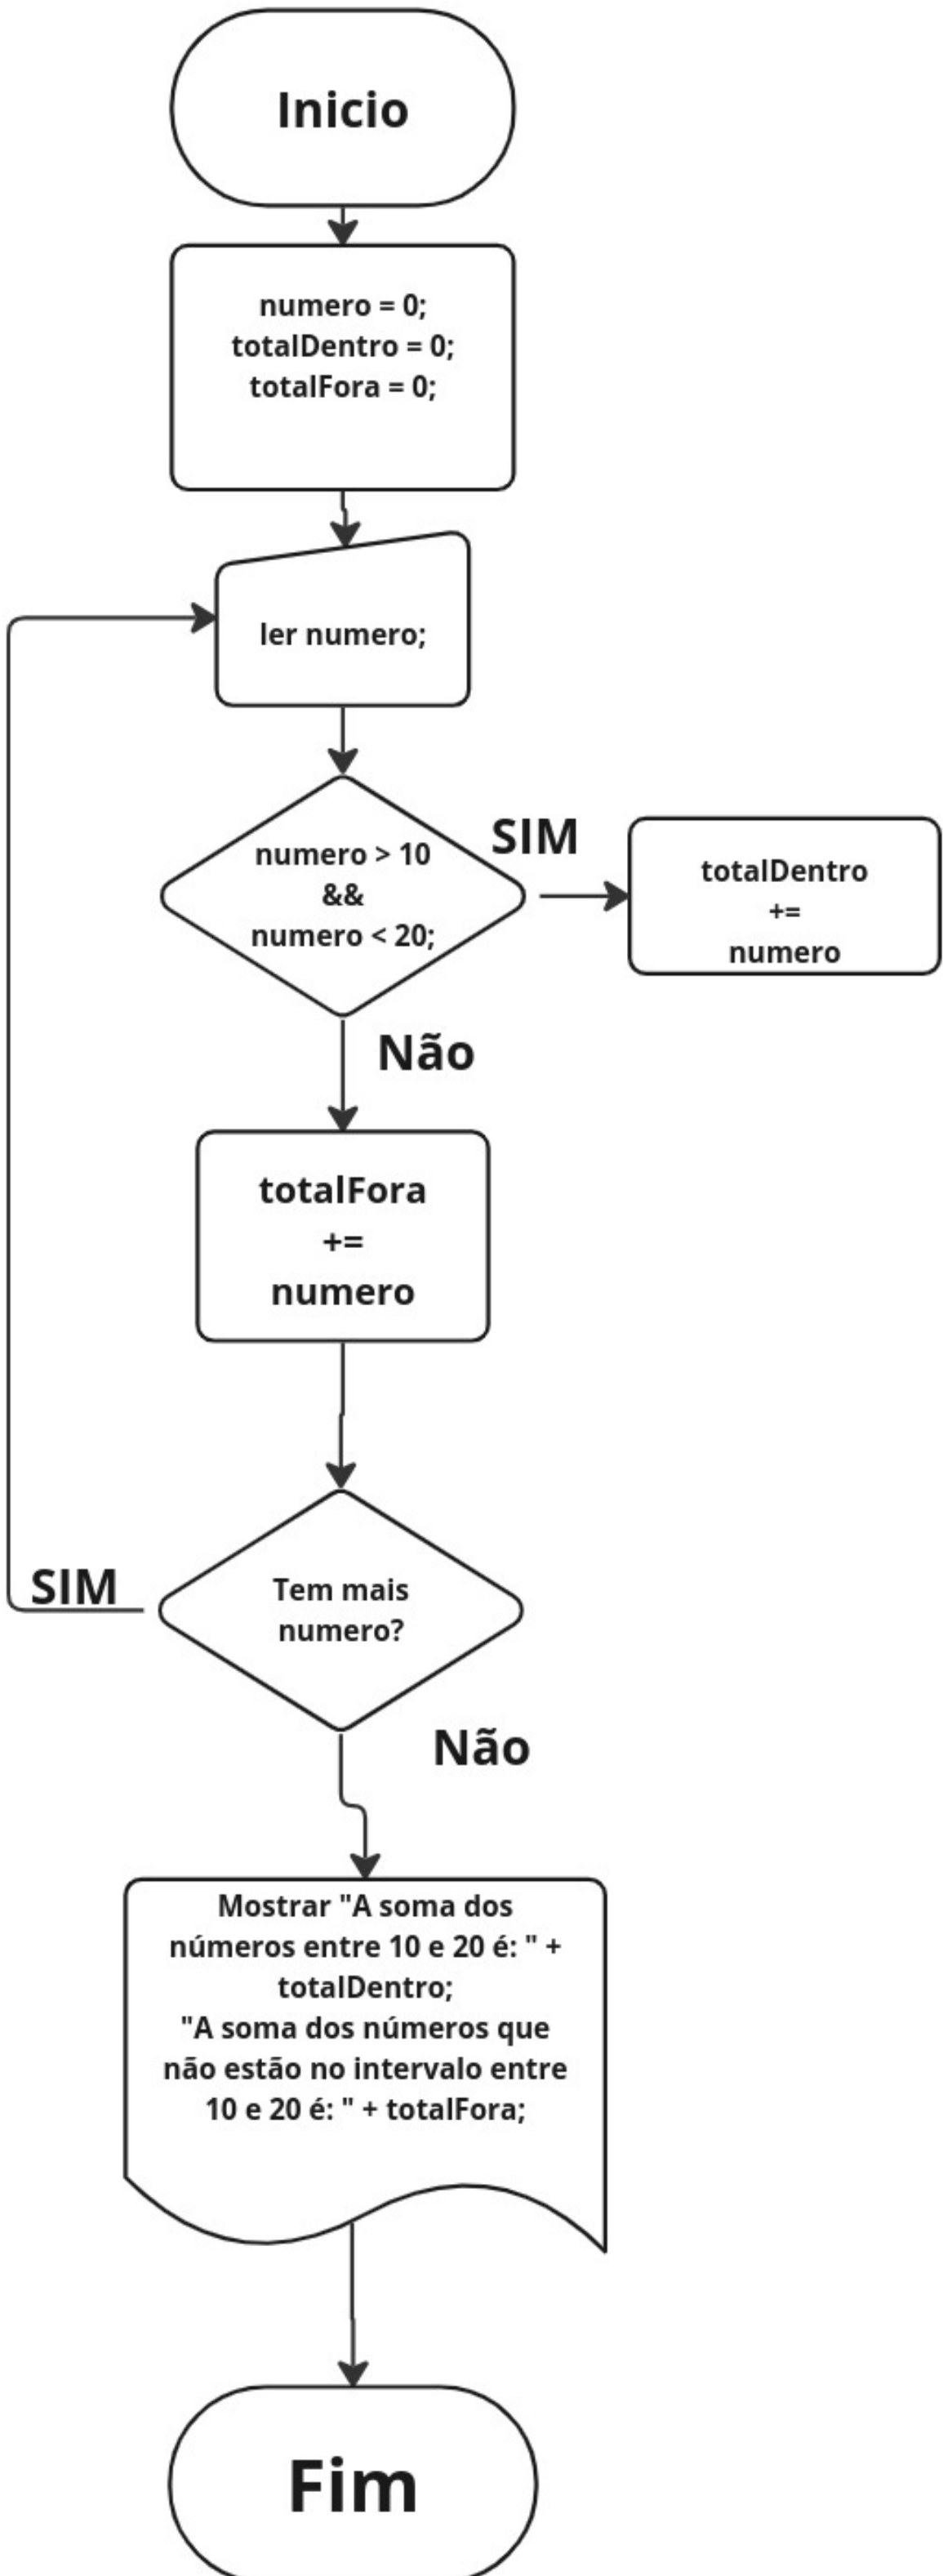 Inicio
numero = 0;
totalDentro = 0;
totalFora = 0;
ler numero;
numero > 10
&&
numero < 20;
SIM
totalDentro
+=
numero
Não
totalFora
+=
numero
Tem mais
numero?
SIM
Não
Mostrar "A soma dos
números entre 10 e 20 é: " +
totalDentro;
"A soma dos números que
não estão no intervalo entre
10 e 20 é: " + totalFora;
Fim